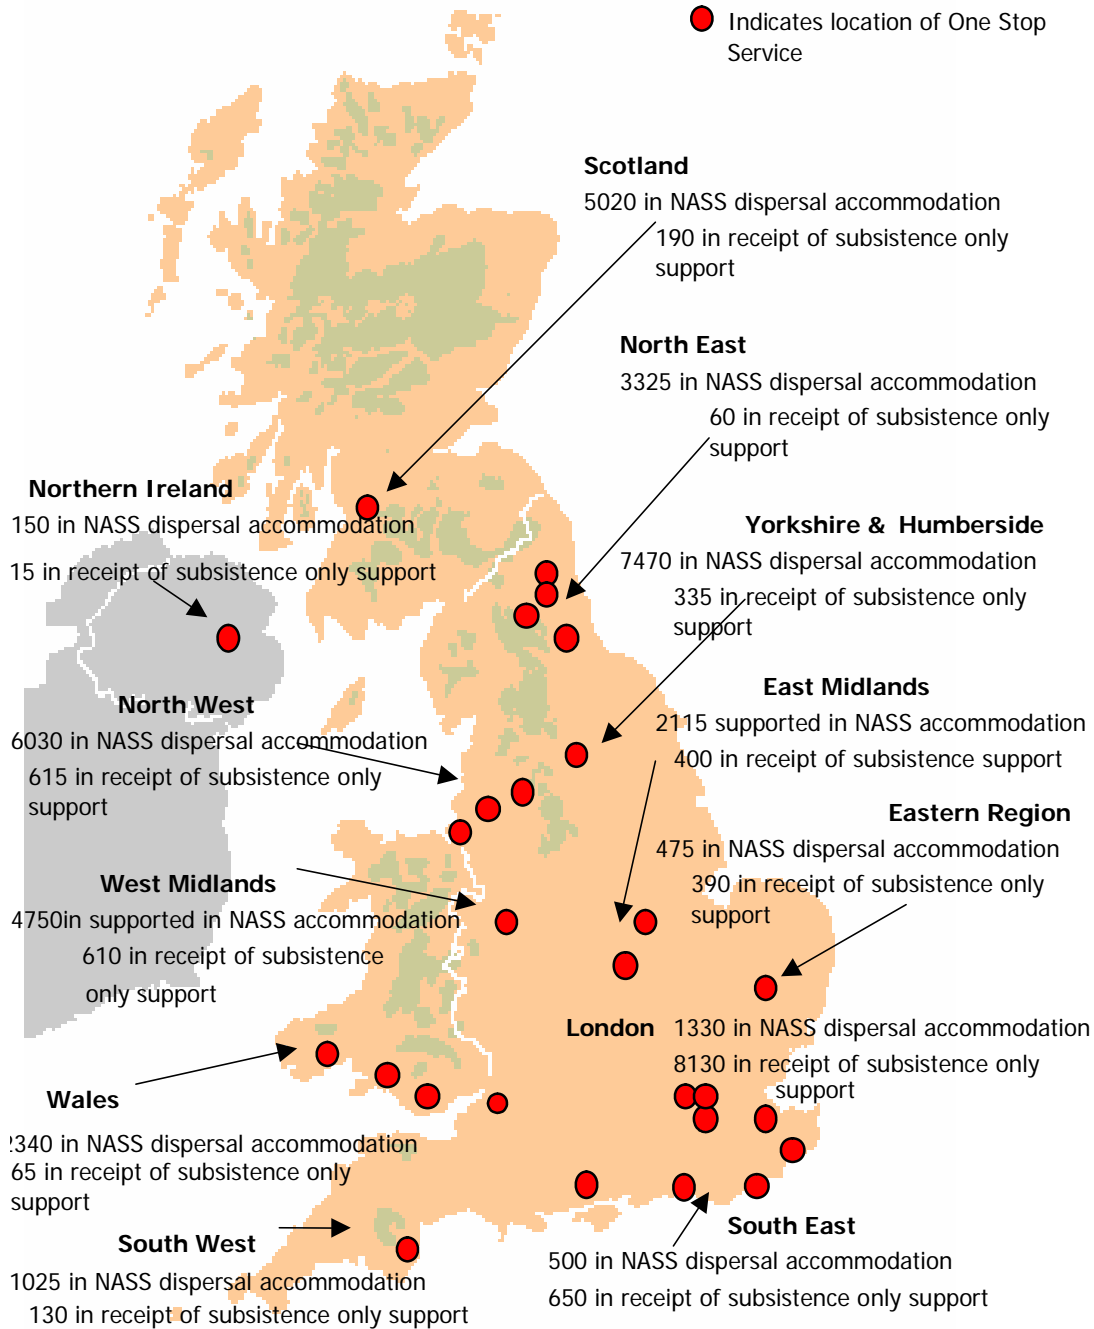 Indicates location of One Stop
Service
Scotland
5020 in NASS dispersal accommodation
190 in receipt of subsistence only
support
North East
3325 in NASS dispersal accommodation
60 in receipt of subsistence only
support
Northern Ireland
150 in NASS dispersal accommodation
15 in receipt of subsistence only support
Yorkshire & Humberside
7470 in NASS dispersal accommodation
335 in receipt of subsistence only
support
North West
6030 in NASS dispersal accommodation
615 in receipt of subsistence only
support
East Midlands
2115 supported in NASS accommodation
400 in receipt of subsistence support
Eastern Region
475 in NASS dispersal accommodation
390 in receipt of subsistence only
support
West Midlands
4750in supported in NASS accommodation
610 in receipt of subsistence
only support
London 1330 in NASS dispersal accommodation
8130 in receipt of subsistence only
support
Wales
2340 in NASS dispersal accommodation
65 in receipt of subsistence only
support
South West
1025 in NASS dispersal accommodation
130 in receipt of subsistence only support
South East
500 in NASS dispersal accommodation
650 in receipt of subsistence only support